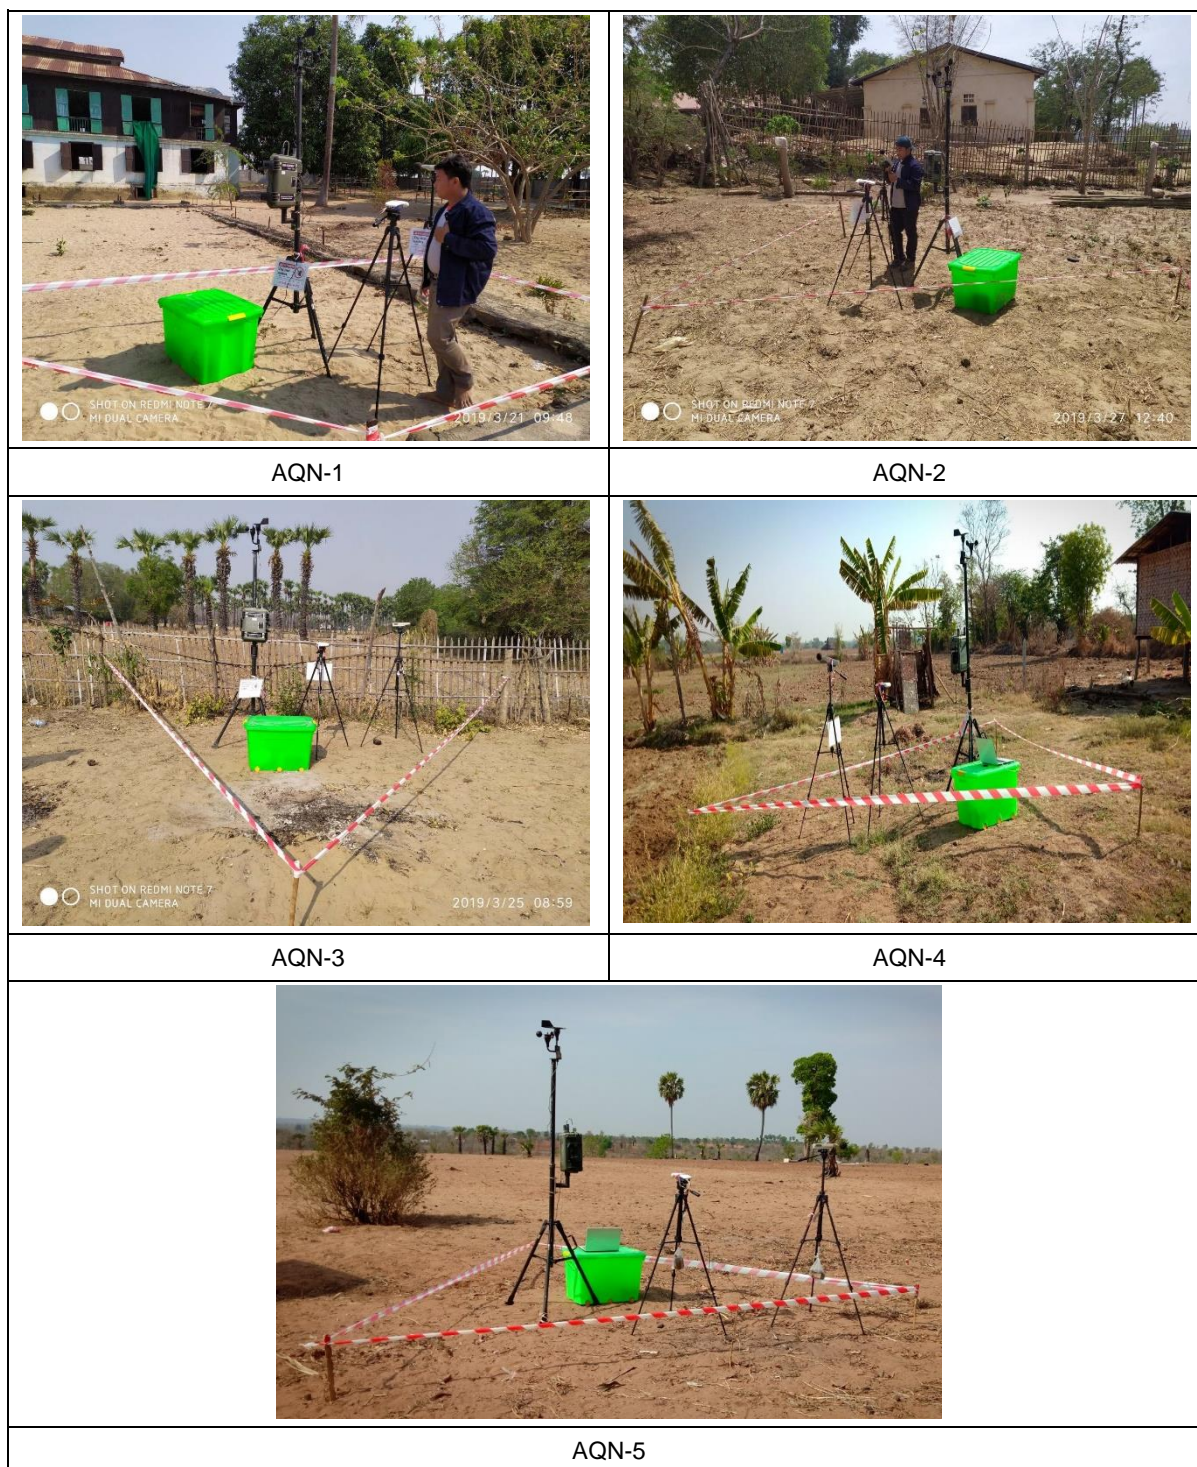 SHOT ON REDMI NOTE 7
MI DUAL CAMERA
2019/3/21 09:48
SHOT ON REDMI NOTE 7
MI DUAL CAMERA
2019/3/27 12:40
AQN-1
AQN-2
SHOT ON REDMI NOTE 7
MI DUAL CAMERA
2019/3/25 08:59
AQN-3
AQN-4
AQN-5